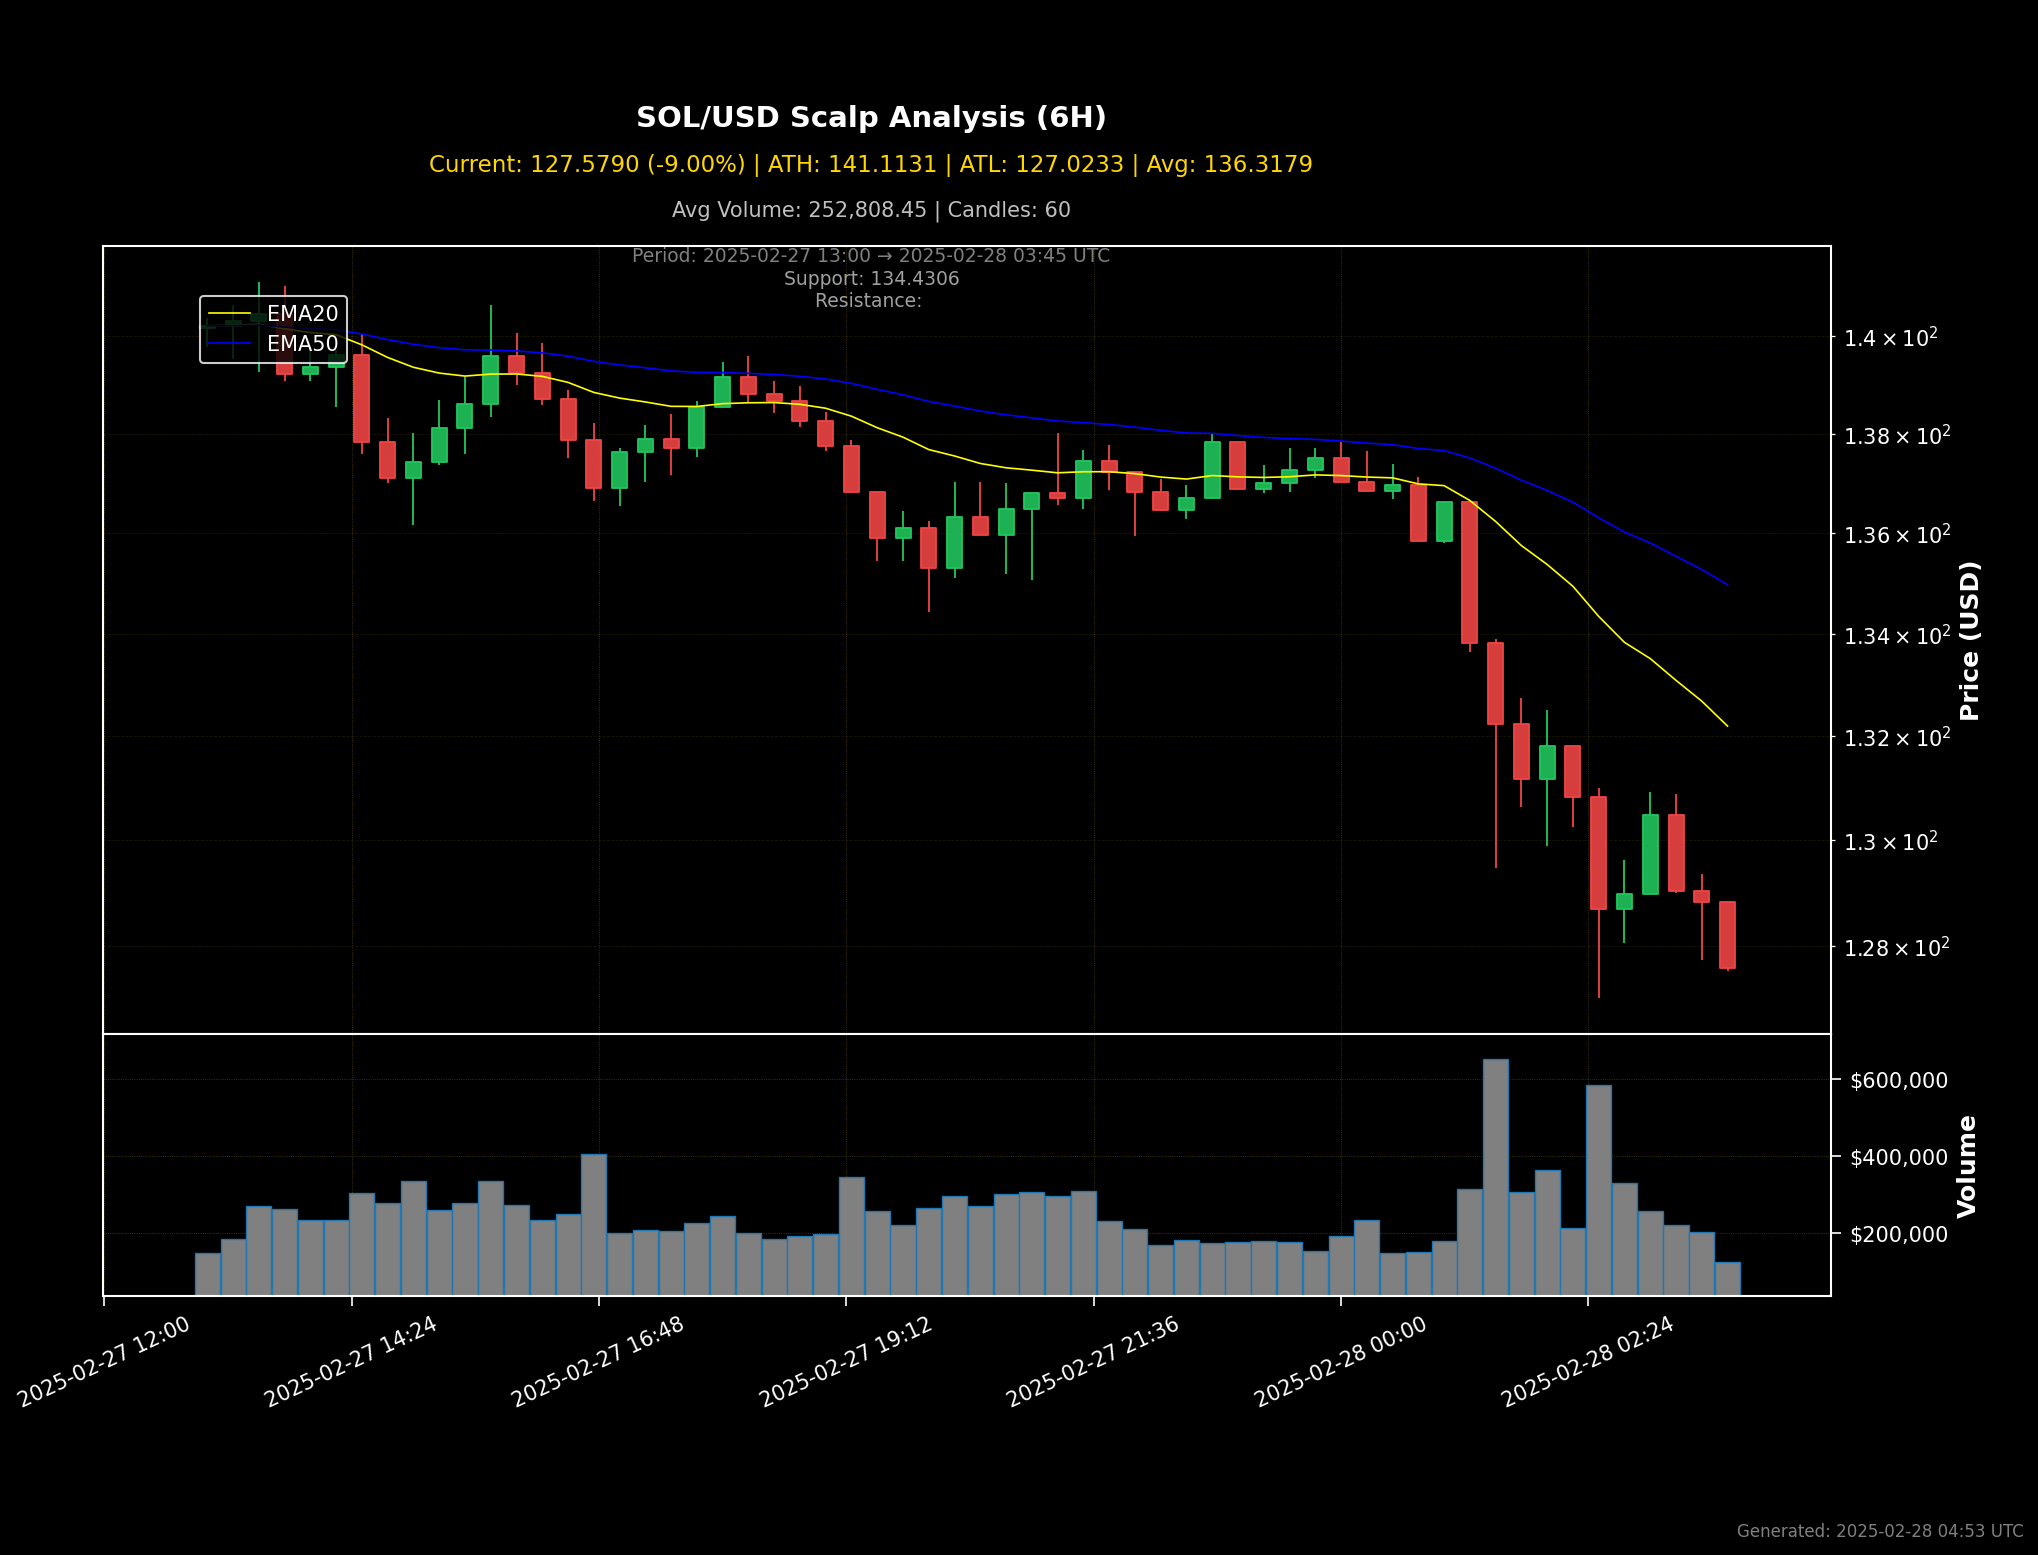 SOL/USD Scalp Analysis (6H)
Current: 127.5790 (-9.00%) | ATH: 141.1131 | ATL: 127.0233 | Avg: 136.3179
Avg Volume: 252,808.45 | Candles: 60
Period: 2025-02-27 13:00 → 2025-02-28 03:45 UTC
Support: 134.4306
Resistance:
EMA20
EMA50
1.4 × 10²
1.38 × 10²
1.36 × 10²
1.34 × 10²
1.32 × 10²
1.3 × 10²
1.28 × 10²
Price (USD)
$600,000
$400,000
$200,000
Volume
2025-02-27 12:00
2025-02-27 14:24
2025-02-27 16:48
2025-02-27 19:12
2025-02-27 21:36
2025-02-28 00:00
2025-02-28 02:24
Generated: 2025-02-28 04:53 UTC